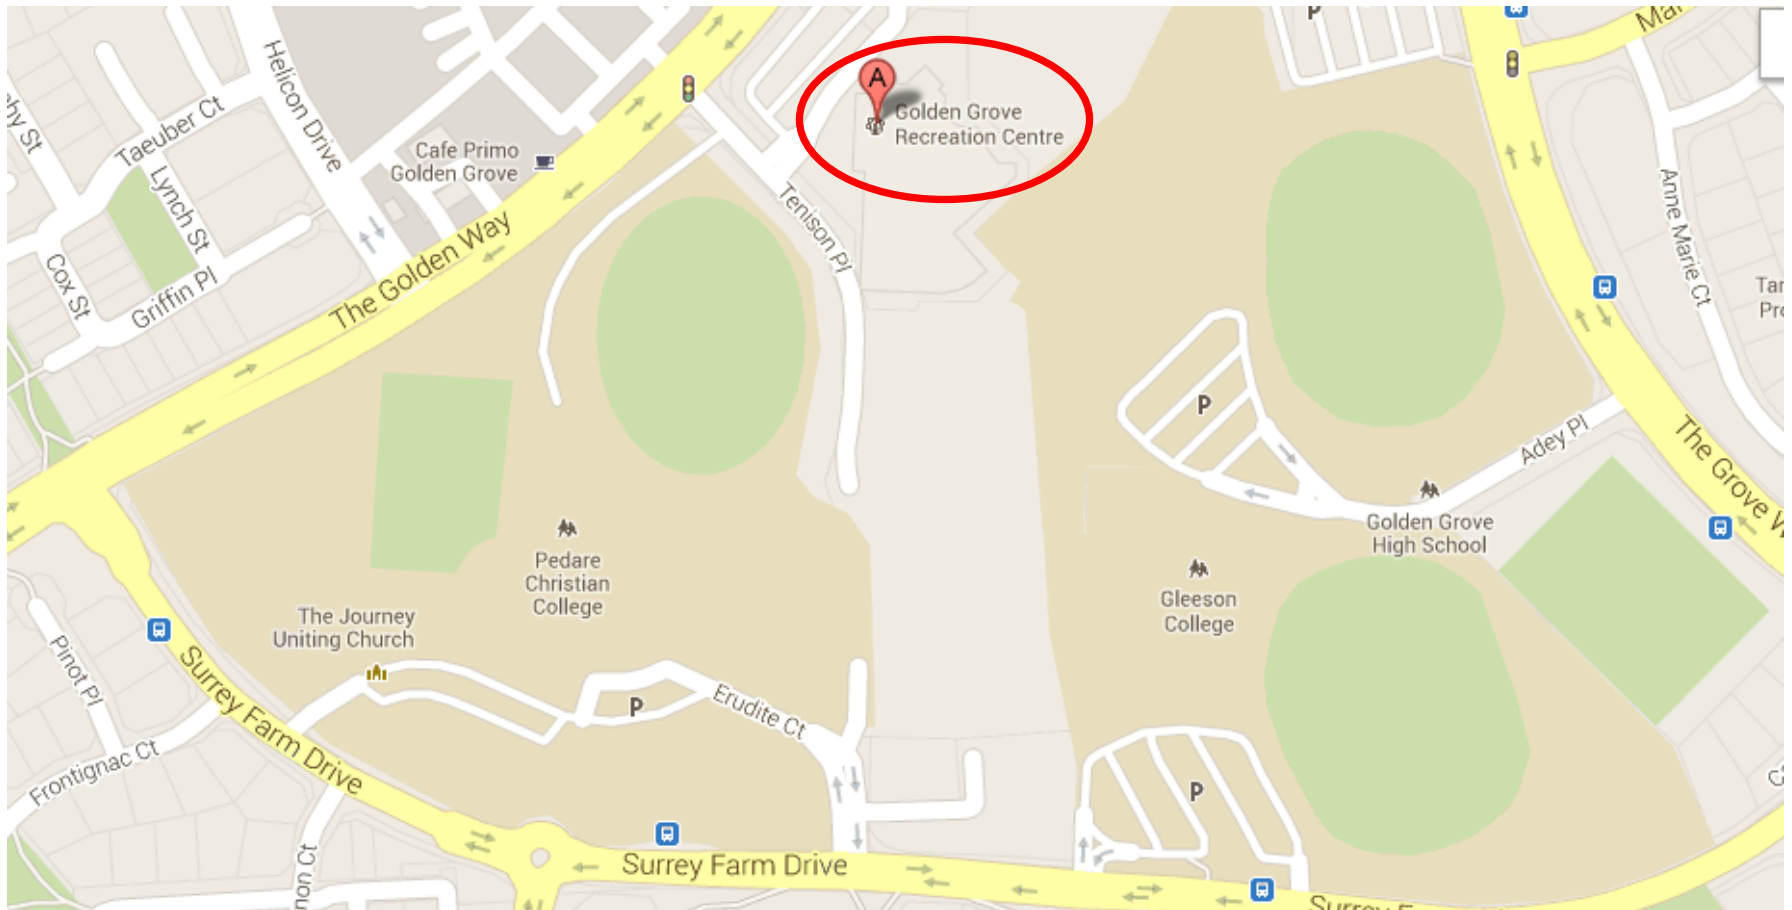 Helicon Drive
Taeuber Ct
Lynch St
Cox St
Griffin Pl
Cafe Primo
Golden Grove
The Golden Way
A
Golden Grove
Recreation Centre
Tenison Pl
P
Anne Marie Ct
P
Adey Pl
The Grove
Golden Grove
High School
Pedare
Christian
College
Gleeson
College
The Journey
Uniting Church
Pinot Pl
Frontignac Ct
Surrey Farm Drive
P
Erudite Ct
P
Surrey Farm Drive